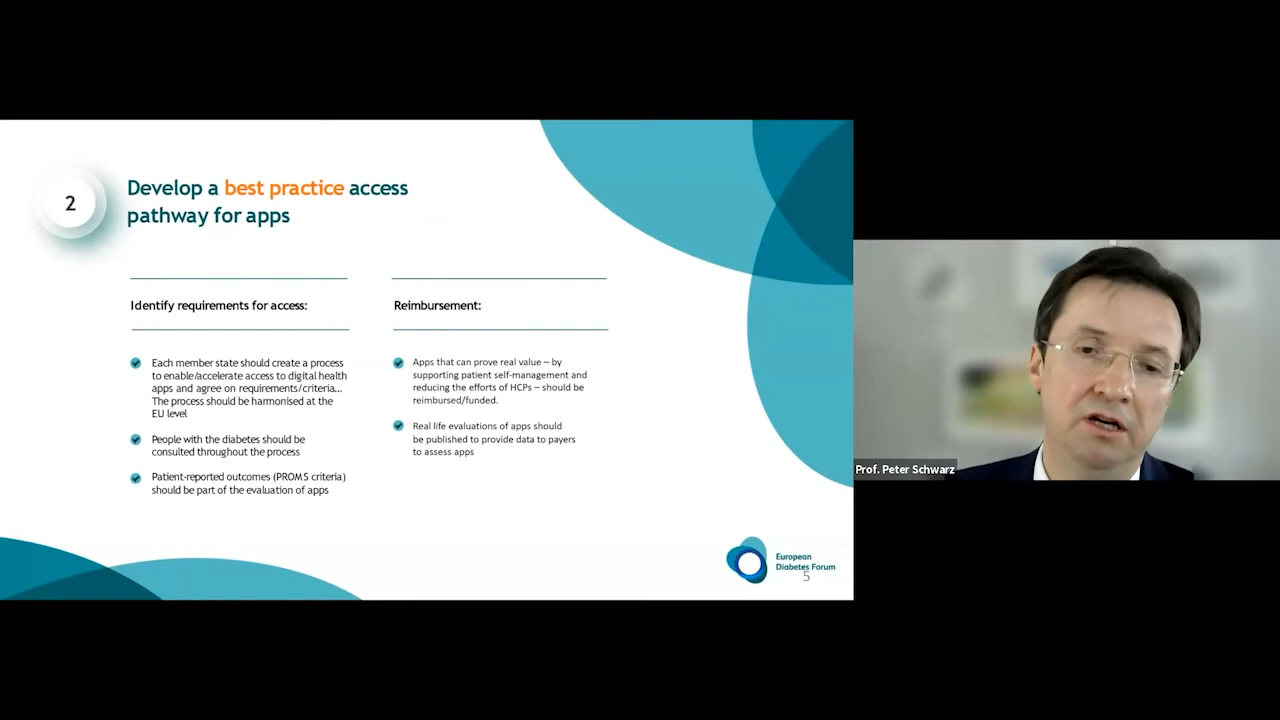 2
Develop a best practice access
pathway for apps
Identify requirements for access:
Each member state should create a process
to enable/accelerate access to digital health
apps and agree on requirements/criteria...
The process should be harmonised at the
EU level
People with the diabetes should be
consulted throughout the process
Patient-reported outcomes (PROMS criteria)
should be part of the evaluation of apps
Reimbursement:
Apps that can prove real value – by
supporting patient self-management and
reducing the efforts of HCPs – should be
reimbursed/funded.
Real life evaluations of apps should
be published to provide data to payers
to assess apps
European
Diabetes Forum
5
Prof. Peter Schwarz